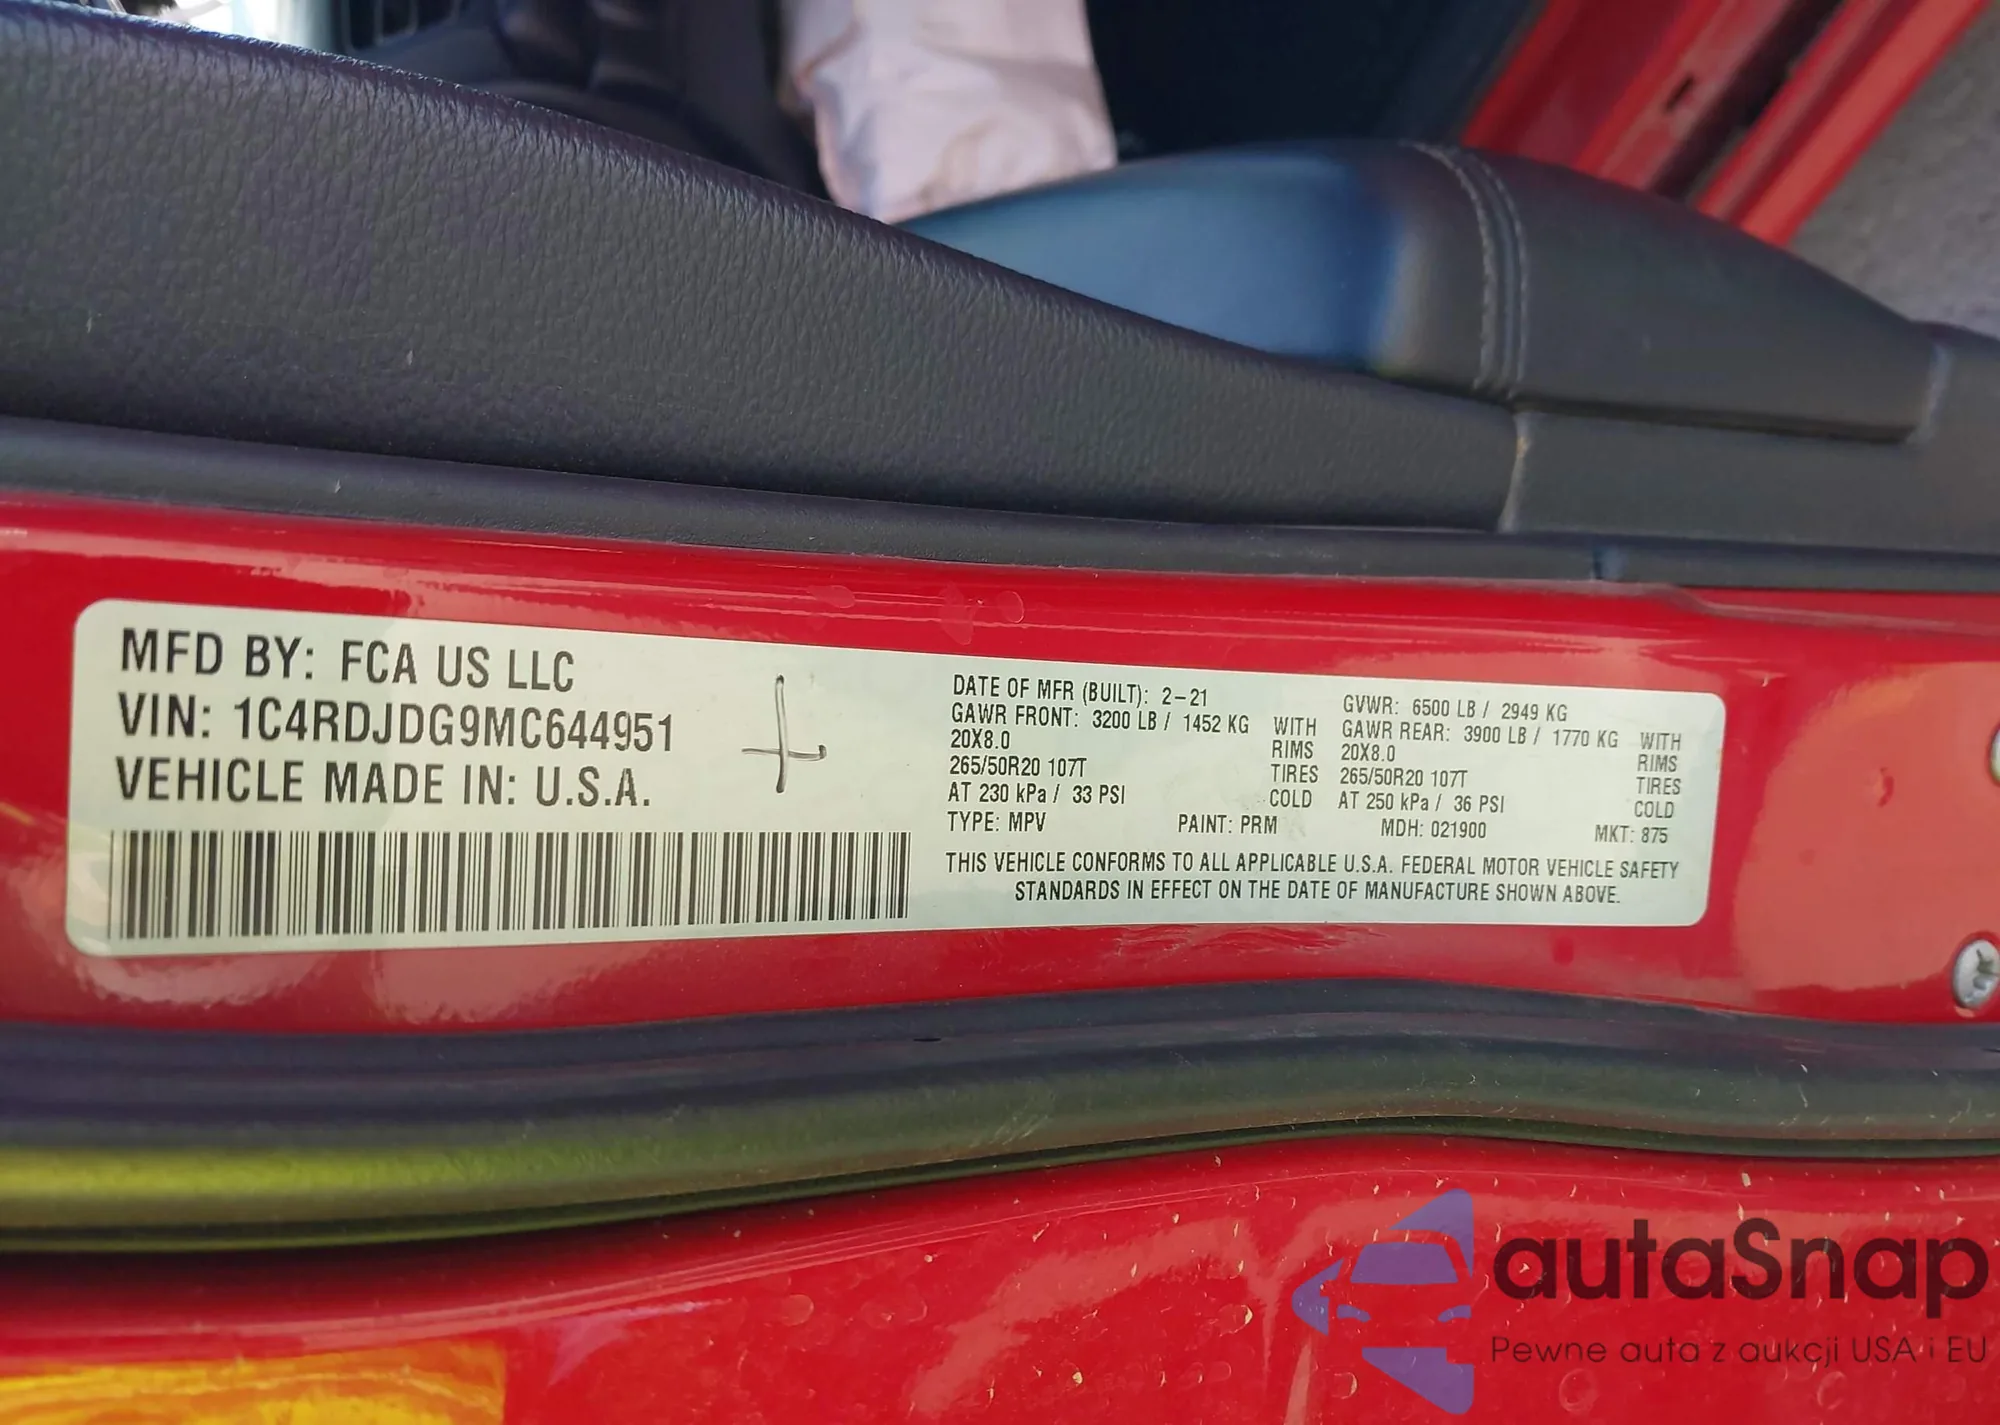 MFD BY: FCA US LLC
VIN: 1C4RDJDG9MC644951
VEHICLE MADE IN: U.S.A.
DATE OF MFR (BUILT): 2-21
GAWR FRONT: 3200 LB / 1452 KG WITH
20X8.0 RIMS
265/50R20 107T TIRES
AT 230 kPa / 33 PSI COLD
GVWR: 6500 LB / 2949 KG
GAWR REAR: 3900 LB / 1770 KG WITH
20X8.0 RIMS
265/50R20 107T TIRES
AT 250 kPa / 36 PSI COLD
TYPE: MPV PAINT: PRM MDH: 021900 MKT: 875
THIS VEHICLE CONFORMS TO ALL APPLICABLE U.S.A. FEDERAL MOTOR VEHICLE SAFETY
STANDARDS IN EFFECT ON THE DATE OF MANUFACTURE SHOWN ABOVE.
autaSnap
Pewne auta z aukcji USA i EU